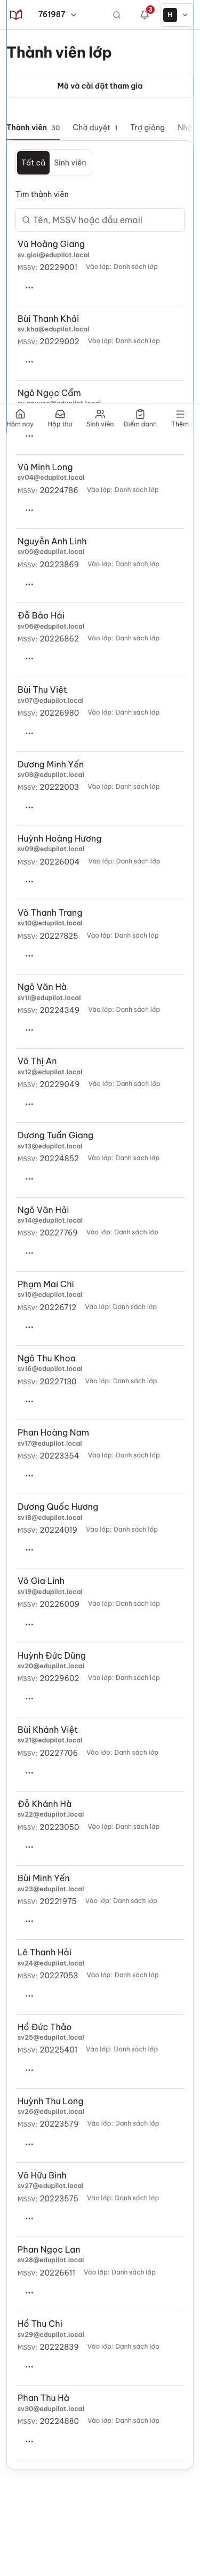 761987
3
H
Thành viên lớp
Mã và cài đặt tham gia
Thành viên 30 Chờ duyệt 1 Trợ giảng
Tất cả Sinh viên
Tìm thành viên
Tên, MSSV hoặc đầu email
Vũ Hoàng Giang
sv.gioi@edupilot.local
MSSV: 20229001 Vào lớp: Danh sách lớp
Bùi Thanh Khải
sv.kha@edupilot.local
MSSV: 20229002 Vào lớp: Danh sách lớp
Ngô Ngọc Cẩm
Hôm nay Hộp thư Sinh viên Điểm danh Thêm
Vũ Minh Long
sv04@edupilot.local
MSSV: 20224786 Vào lớp: Danh sách lớp
Nguyễn Anh Linh
sv05@edupilot.local
MSSV: 20223869 Vào lớp: Danh sách lớp
Đỗ Bảo Hải
sv06@edupilot.local
MSSV: 20226862 Vào lớp: Danh sách lớp
Bùi Thu Việt
sv07@edupilot.local
MSSV: 20226980 Vào lớp: Danh sách lớp
Dương Minh Yến
sv08@edupilot.local
MSSV: 20222003 Vào lớp: Danh sách lớp
Huỳnh Hoàng Hương
sv09@edupilot.local
MSSV: 20226004 Vào lớp: Danh sách lớp
Võ Thanh Trang
sv10@edupilot.local
MSSV: 20227825 Vào lớp: Danh sách lớp
Ngô Văn Hà
sv11@edupilot.local
MSSV: 20224349 Vào lớp: Danh sách lớp
Võ Thị An
sv12@edupilot.local
MSSV: 20229049 Vào lớp: Danh sách lớp
Dương Tuấn Giang
sv13@edupilot.local
MSSV: 20224852 Vào lớp: Danh sách lớp
Ngô Văn Hải
sv14@edupilot.local
MSSV: 20227769 Vào lớp: Danh sách lớp
Phạm Mai Chi
sv15@edupilot.local
MSSV: 20226712 Vào lớp: Danh sách lớp
Ngô Thu Khoa
sv16@edupilot.local
MSSV: 20227130 Vào lớp: Danh sách lớp
Phan Hoàng Nam
sv17@edupilot.local
MSSV: 20223354 Vào lớp: Danh sách lớp
Dương Quốc Hương
sv18@edupilot.local
MSSV: 20224019 Vào lớp: Danh sách lớp
Võ Gia Linh
sv19@edupilot.local
MSSV: 20226009 Vào lớp: Danh sách lớp
Huỳnh Đức Dũng
sv20@edupilot.local
MSSV: 20229602 Vào lớp: Danh sách lớp
Bùi Khánh Việt
sv21@edupilot.local
MSSV: 20227706 Vào lớp: Danh sách lớp
Đỗ Khánh Hà
sv22@edupilot.local
MSSV: 20223050 Vào lớp: Danh sách lớp
Bùi Minh Yến
sv23@edupilot.local
MSSV: 20221975 Vào lớp: Danh sách lớp
Lê Thanh Hải
sv24@edupilot.local
MSSV: 20227053 Vào lớp: Danh sách lớp
Hồ Đức Thảo
sv25@edupilot.local
MSSV: 20225401 Vào lớp: Danh sách lớp
Huỳnh Thu Long
sv26@edupilot.local
MSSV: 20223579 Vào lớp: Danh sách lớp
Võ Hữu Bình
sv27@edupilot.local
MSSV: 20223575 Vào lớp: Danh sách lớp
Phan Ngọc Lan
sv28@edupilot.local
MSSV: 20226611 Vào lớp: Danh sách lớp
Hồ Thu Chi
sv29@edupilot.local
MSSV: 20222839 Vào lớp: Danh sách lớp
Phan Thu Hà
sv30@edupilot.local
MSSV: 20224880 Vào lớp: Danh sách lớp